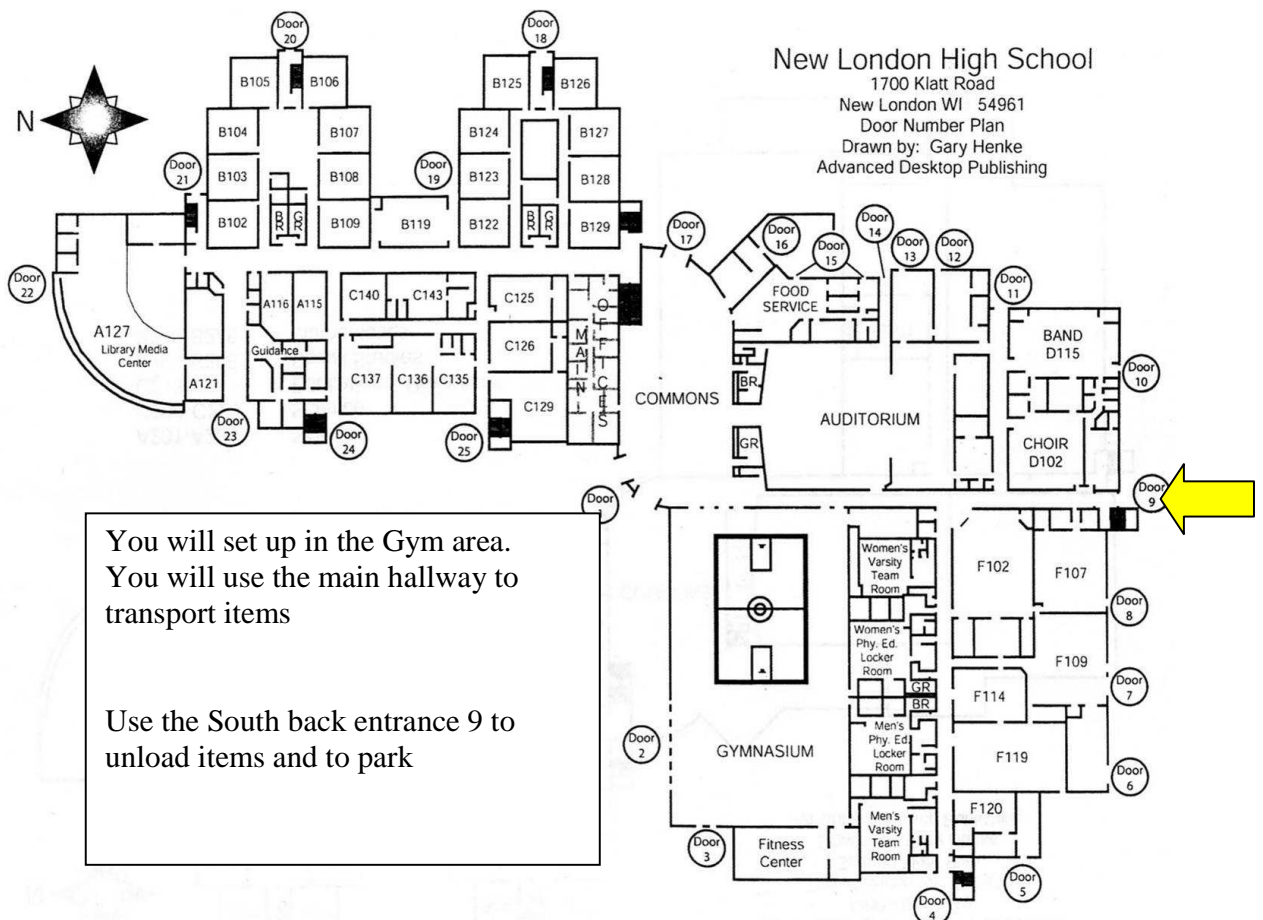 New London High School
1700 Klatt Road
New London WI 54961
Door Number Plan
Drawn by: Gary Henke
Advanced Desktop Publishing
N
Door 20
Door 18
B105
B106
B125
B126
B104
B107
B124
B127
Door 21
B103
B108
Door 19
B123
B128
B102
BR
GR
B109
B119
B122
BR
GR
B129
Door 17
Door 16
Door 15
Door 14
Door 13
Door 12
Door 11
Door 22
A116
A115
C140
C143
C125
FOOD
SERVICE
A127
Library Media
Center
Guidance
C126
MAIN
OFFICES
BAND
D115
A121
C137
C136
C135
C129
COMMONS
BR
AUDITORIUM
Door 10
GR
CHOIR
D102
Door 23
Door 24
Door 25
Door 9
Door
You will set up in the Gym area.
You will use the main hallway to
transport items
Use the South back entrance 9 to
unload items and to park
Women's
Varsity
Team
Room
F102
F107
Door 8
Women's
Phy. Ed.
Locker
Room
F109
GR
BR
F114
Door 7
Door 2
GYMNASIUM
Men's
Phy. Ed.
Locker
Room
F119
Door 6
F120
Men's
Varsity
Team
Room
Door 3
Fitness
Center
Door 5
Door 4